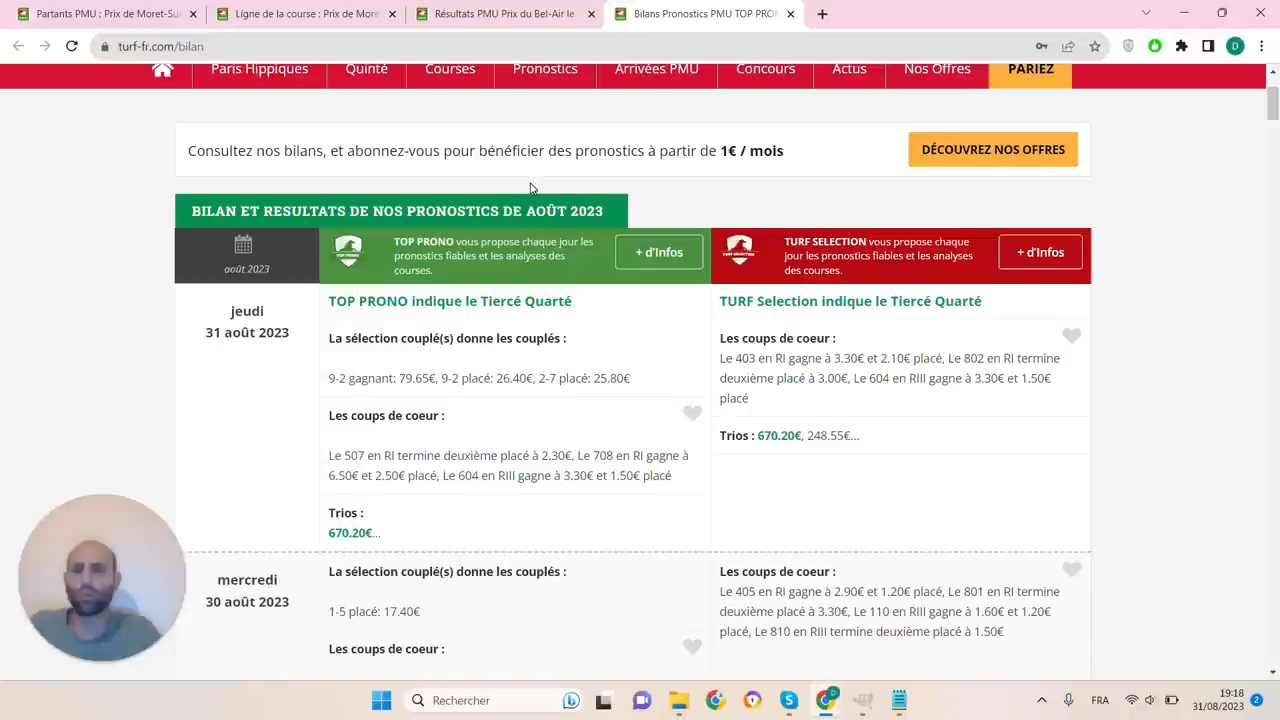 Partants PMU : Prix de Moret-Su
Ligne de la course : Prix de More
Résultats PMU Prix du Bel-Air le
Bilans Pronostics PMU TOP PRON
turf-fr.com/bilan
D
Paris Hippiques
Quinté
Courses
Pronostics
Arrivées PMU
Concours
Actus
Nos Offres
PARIEZ
Consultez nos bilans, et abonnez-vous pour bénéficier des pronostics à partir de 1€ / mois
DÉCOUVREZ NOS OFFRES
BILAN ET RESULTATS DE NOS PRONOSTICS DE AOÛT 2023
août 2023
TOP PRONO vous propose chaque jour les
pronostics fiables et les analyses des
courses.
+ d'Infos
TURF SELECTION vous propose chaque
jour les pronostics fiables et les analyses
des courses.
+ d'Infos
jeudi
31 août 2023
TOP PRONO indique le Tiercé Quarté
La sélection couplé(s) donne les couplés :
9-2 gagnant: 79.65€, 9-2 placé: 26.40€, 2-7 placé: 25.80€
Les coups de coeur :
Le 507 en RI termine deuxième placé à 2.30€, Le 708 en RI gagne à
6.50€ et 2.50€ placé, Le 604 en RIII gagne à 3.30€ et 1.50€ placé
Trios :
670.20€...
TURF Selection indique le Tiercé Quarté
Les coups de coeur :
Le 403 en RI gagne à 3.30€ et 2.10€ placé, Le 802 en RI termine
deuxième placé à 3.00€, Le 604 en RIII gagne à 3.30€ et 1.50€
placé
Trios : 670.20€, 248.55€...
mercredi
30 août 2023
La sélection couplé(s) donne les couplés :
1-5 placé: 17.40€
Les coups de coeur :
Les coups de coeur :
Le 405 en RI gagne à 2.90€ et 1.20€ placé, Le 801 en RI termine
deuxième placé à 3.30€, Le 110 en RIII gagne à 1.60€ et 1.20€
placé, Le 810 en RIII termine deuxième placé à 1.50€
Rechercher
FRA
19:18
31/08/2023
2